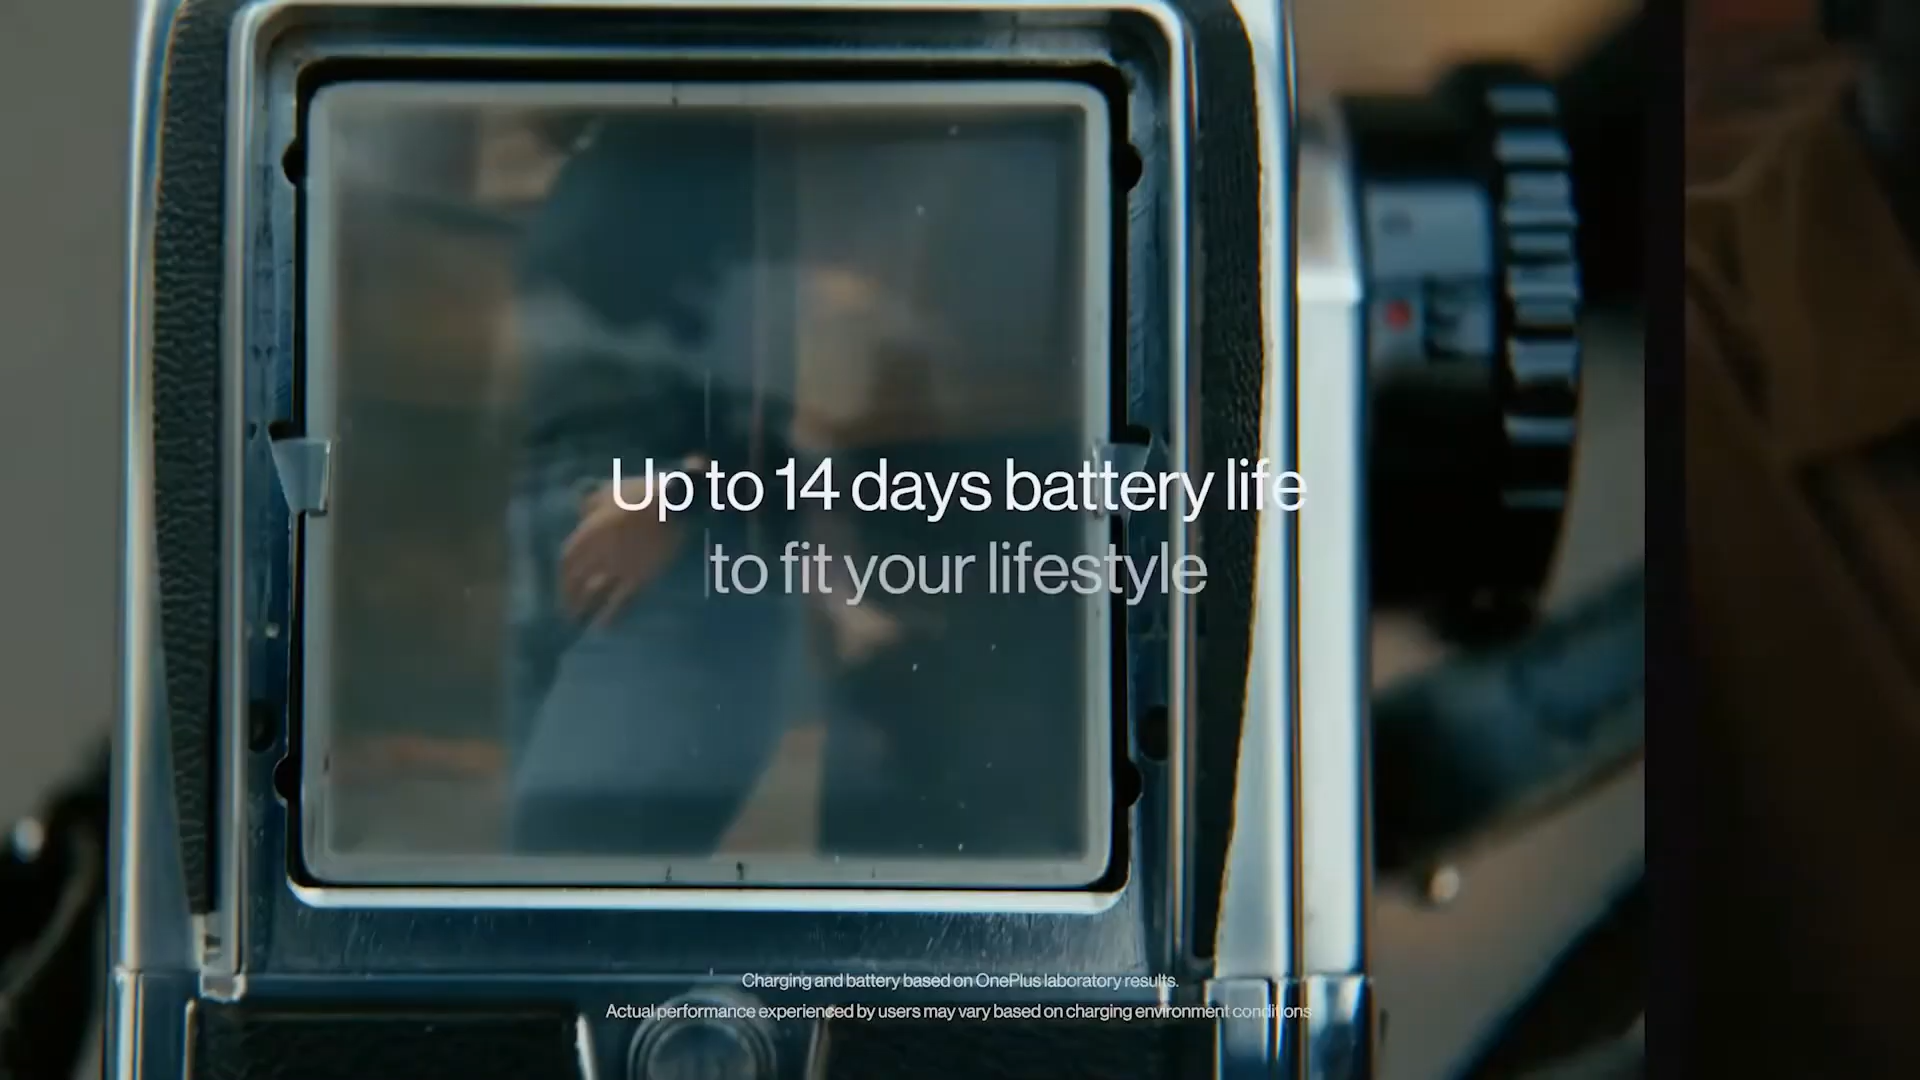 Up to 14 days battery life
to fit your lifestyle
Charging and battery based on OnePlus laboratory results.
Actual performance experienced by users may vary based on charging environment conditions